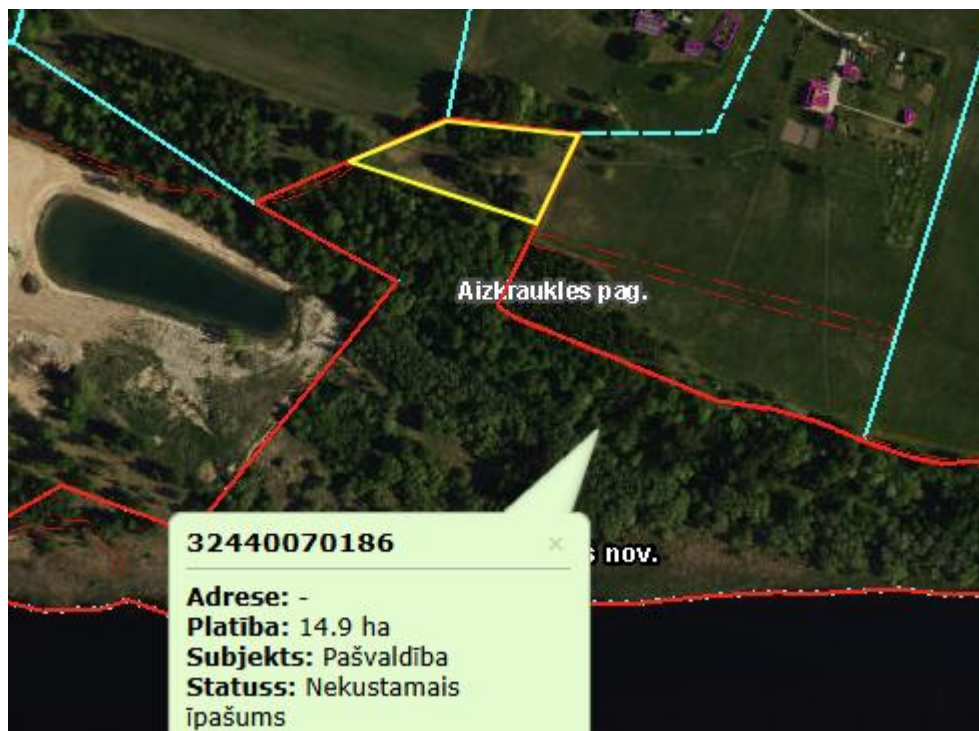 Aizkraukles pag.
32440070186 ×
s nov.
Adrese: -
Platība: 14.9 ha
Subjekts: Pašvaldība
Statuss: Nekustamais
īpašums